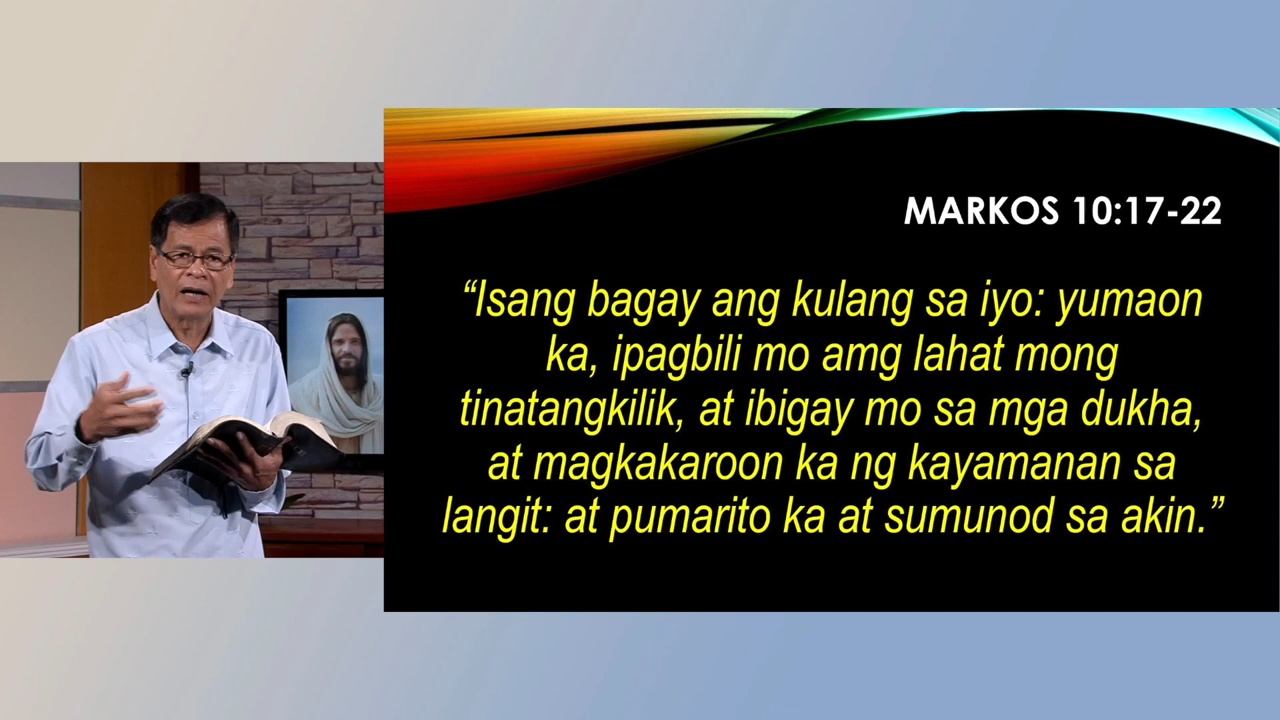 MARKOS 10:17-22
“Isang bagay ang kulang sa iyo: yumaon
ka, ipagbili mo amg lahat mong
tinatangkilik, at ibigay mo sa mga dukha,
at magkakaroon ka ng kayamanan sa
langit: at pumarito ka at sumunod sa akin.”